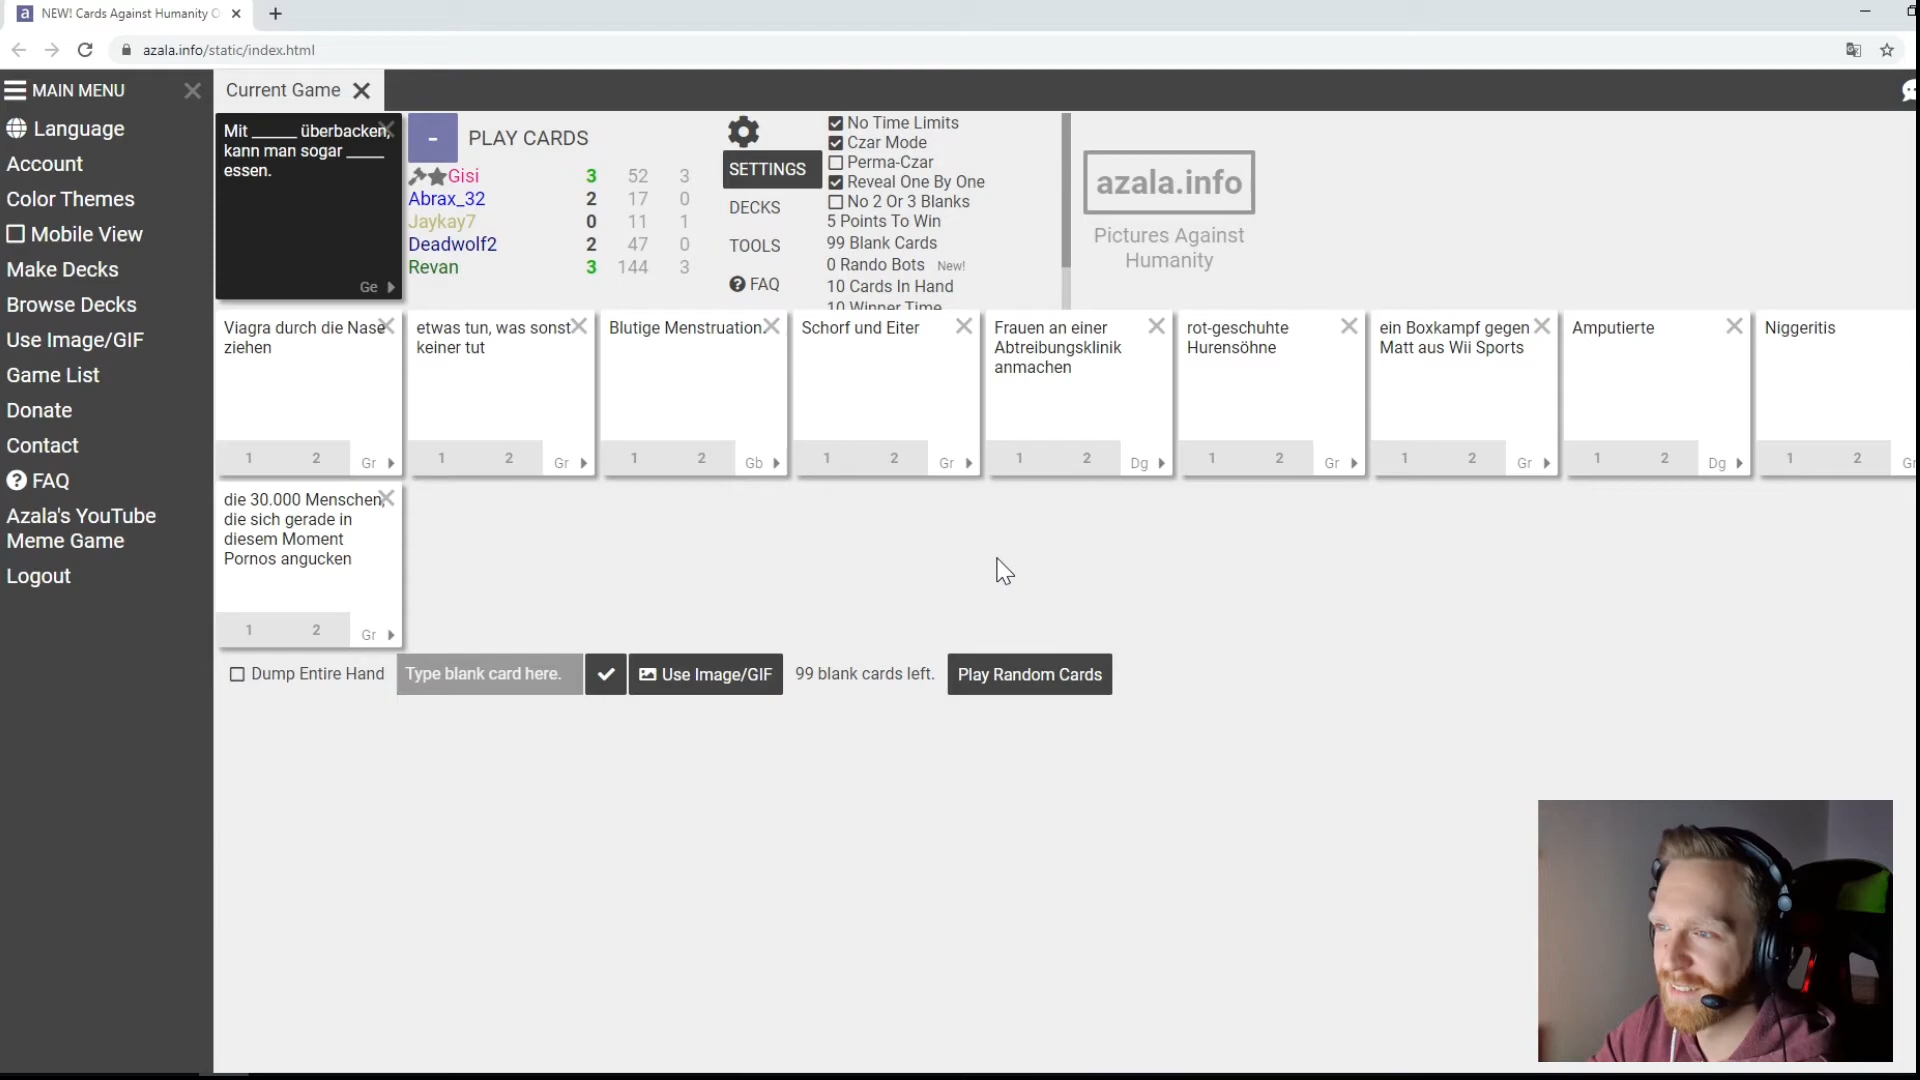 NEW! Cards Against Humanity O
azala.info/static/index.html
MAIN MENU
Language
Account
Color Themes
Mobile View
Make Decks
Browse Decks
Use Image/GIF
Game List
Donate
Contact
FAQ
Azala's YouTube
Meme Game
Logout
Current Game
Mit _____ überbacken,
kann man sogar _____
essen.
Ge
- PLAY CARDS
Gisi 3 52 3
Abrax_32 2 17 0
Jaykay7 0 11 1
Deadwolf2 2 47 0
Revan 3 144 3
SETTINGS
DECKS
TOOLS
FAQ
No Time Limits
Czar Mode
Perma-Czar
Reveal One By One
No 2 Or 3 Blanks
5 Points To Win
99 Blank Cards
0 Rando Bots New!
10 Cards In Hand
10 Winner Time
azala.info
Pictures Against
Humanity
Viagra durch die Nase
ziehen
1 2 Gr
etwas tun, was sonst
keiner tut
1 2 Gr
Blutige Menstruation.
1 2 Gb
Schorf und Eiter
1 2 Gr
Frauen an einer
Abtreibungsklinik
anmachen
1 2 Dg
rot-geschuhte
Hurensöhne
1 2 Gr
ein Boxkampf gegen
Matt aus Wii Sports
1 2 Gr
Amputierte
1 2 Dg
Niggeritis
1 2 Gr
die 30.000 Menschen,
die sich gerade in
diesem Moment
Pornos angucken
1 2 Gr
Dump Entire Hand
Type blank card here.
Use Image/GIF
99 blank cards left.
Play Random Cards